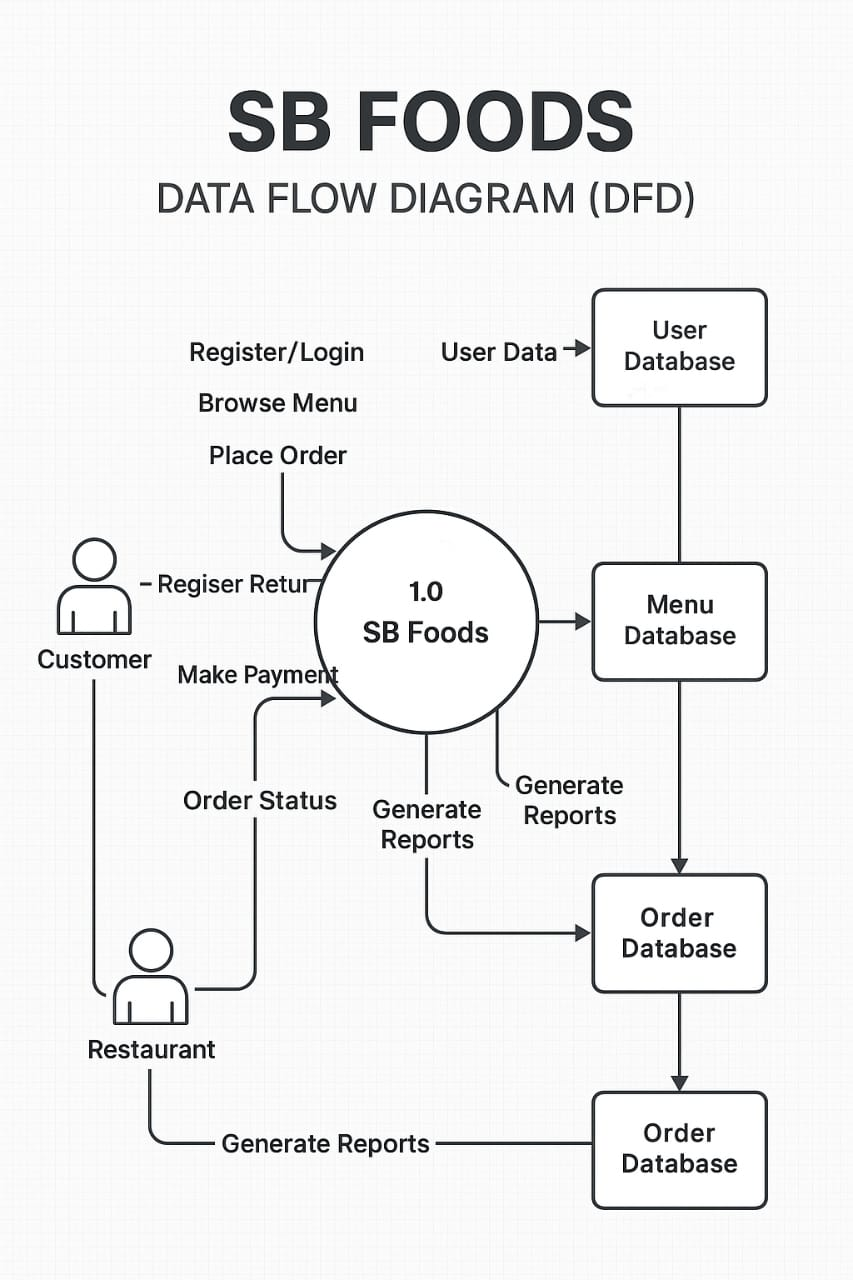 SB FOODS
DATA FLOW DIAGRAM (DFD)
Register/Login
User Data
User
Database
Browse Menu
Place Order
– Regiser Retur
1.0
SB Foods
Menu
Database
Customer
Make Payment
Order Status
Generate
Reports
Generate
Reports
Order
Database
Restaurant
Generate Reports
Order
Database